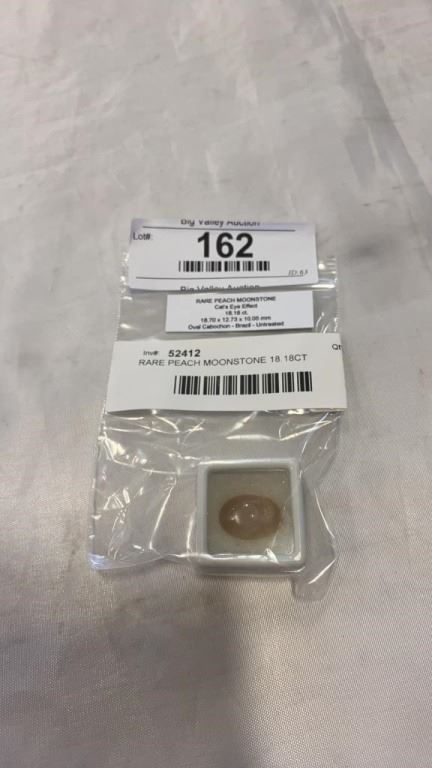 Big Valley Auction
Lot#:
162
ID:63
Big Valley Auction
RARE PEACH MOONSTONE
Cat's Eye Effect
18.18 ct.
18.70 x 12.73 x 10.00 mm
Oval Cabochon - Brazil - Untreated
Inv#: 52412
Qt
RARE PEACH MOONSTONE 18.18CT